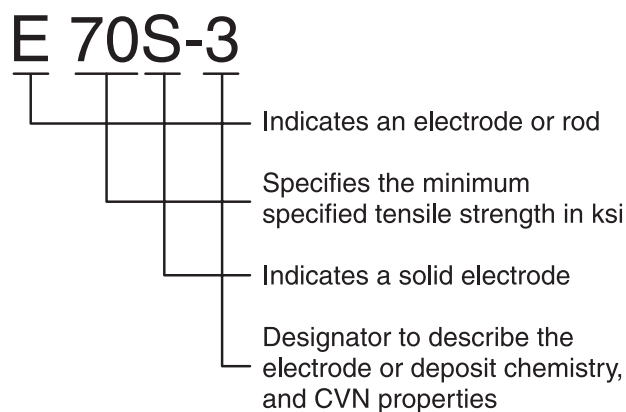 E 70S-3
Indicates an electrode or rod
Specifies the minimum
specified tensile strength in ksi
Indicates a solid electrode
Designator to describe the
electrode or deposit chemistry,
and CVN properties